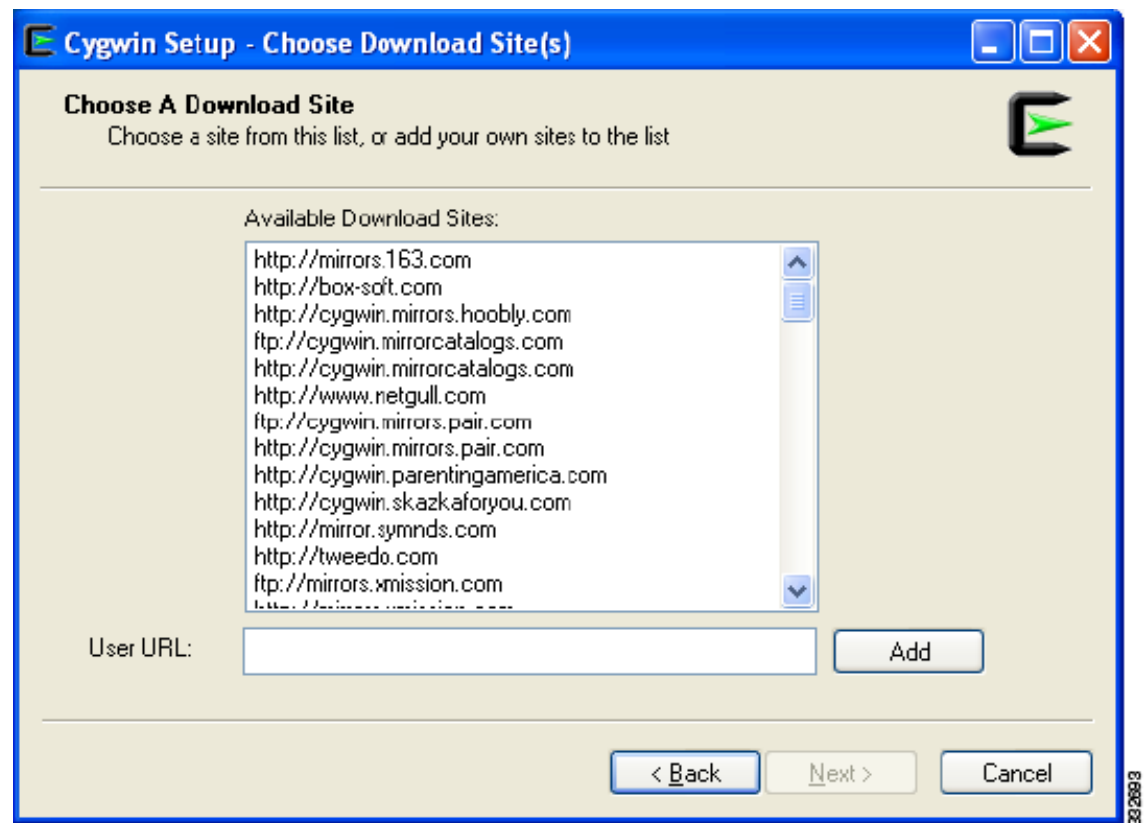 Cygwin Setup - Choose Download Site(s)
Choose A Download Site
Choose a site from this list, or add your own sites to the list
Available Download Sites:
http://mirrors.163.com
http://box-soft.com
http://cygwin.mirrors.hoobly.com
ftp://cygwin.mirrorcatalogs.com
http://cygwin.mirrorcatalogs.com
http://www.netgull.com
ftp://cygwin.mirrors.pair.com
http://cygwin.mirrors.pair.com
http://cygwin.parentingamerica.com
http://cygwin.skazkaforyou.com
http://mirror.symnds.com
http://tweedo.com
ftp://mirrors.xmission.com
User URL:
Add
< Back
Next >
Cancel
332693